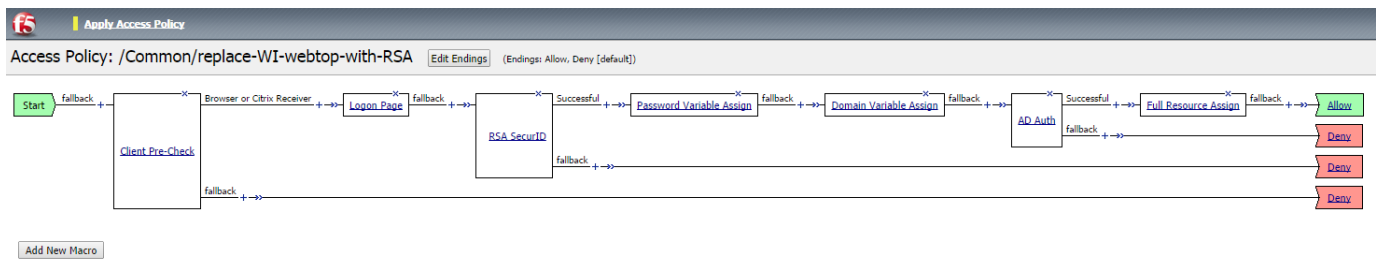 f5 Apply Access Policy
Access Policy: /Common/replace-WI-webtop-with-RSA Edit Endings (Endings: Allow, Deny [default])
Start fallback + Client Pre-Check x Browser or Citrix Receiver + Logon Page x fallback + RSA SecurID x Successful + Password Variable Assign x fallback + Domain Variable Assign x fallback + AD Auth x Successful + Full Resource Assign x fallback + Allow
fallback + Deny
fallback + Deny
fallback + Deny
Add New Macro